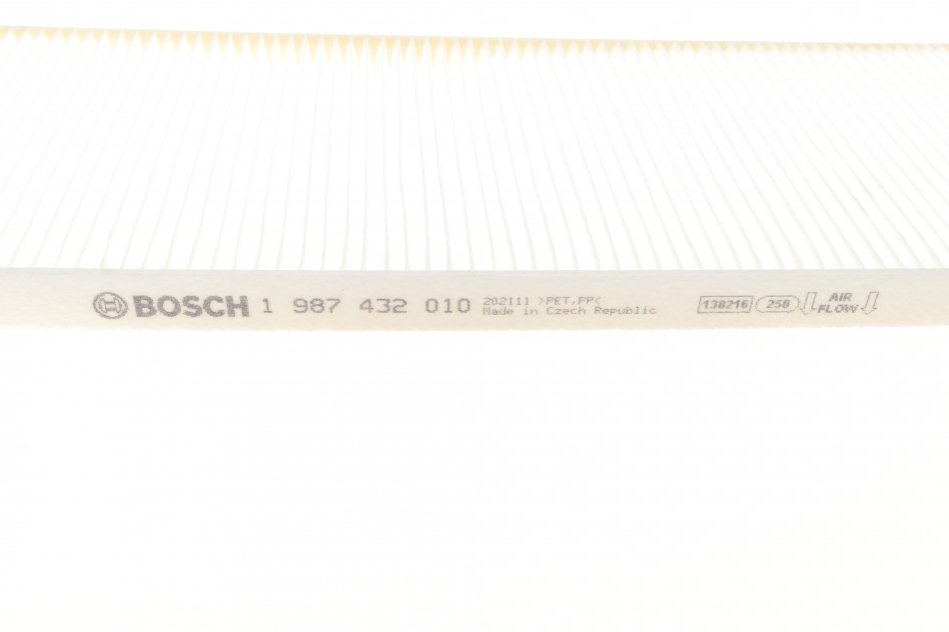 BOSCH 1 987 432 010
202111 >PET,PP<
Made in Czech Republic
138216 258
AIR
FLOW